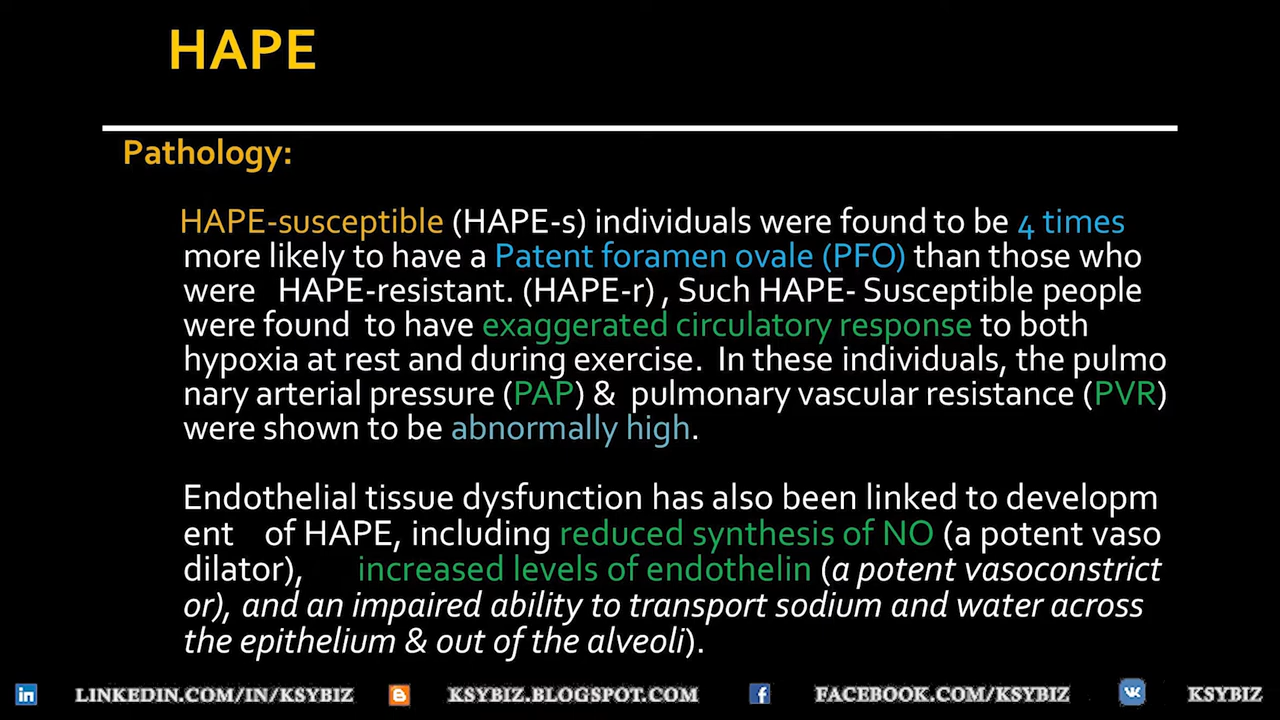 HAPE
Pathology:
HAPE-susceptible (HAPE-s) individuals were found to be 4 times
more likely to have a Patent foramen ovale (PFO) than those who
were HAPE-resistant. (HAPE-r) , Such HAPE- Susceptible people
were found to have exaggerated circulatory response to both
hypoxia at rest and during exercise. In these individuals, the pulmo
nary arterial pressure (PAP) & pulmonary vascular resistance (PVR)
were shown to be abnormally high.
Endothelial tissue dysfunction has also been linked to developm
ent of HAPE, including reduced synthesis of NO (a potent vaso
dilator), increased levels of endothelin (a potent vasoconstrict
or), and an impaired ability to transport sodium and water across
the epithelium & out of the alveoli).
LINKEDIN.COM/IN/KSYBIZ KSYBIZ.BLOGSPOT.COM FACEBOOK.COM/KSYBIZ KSYBIZ